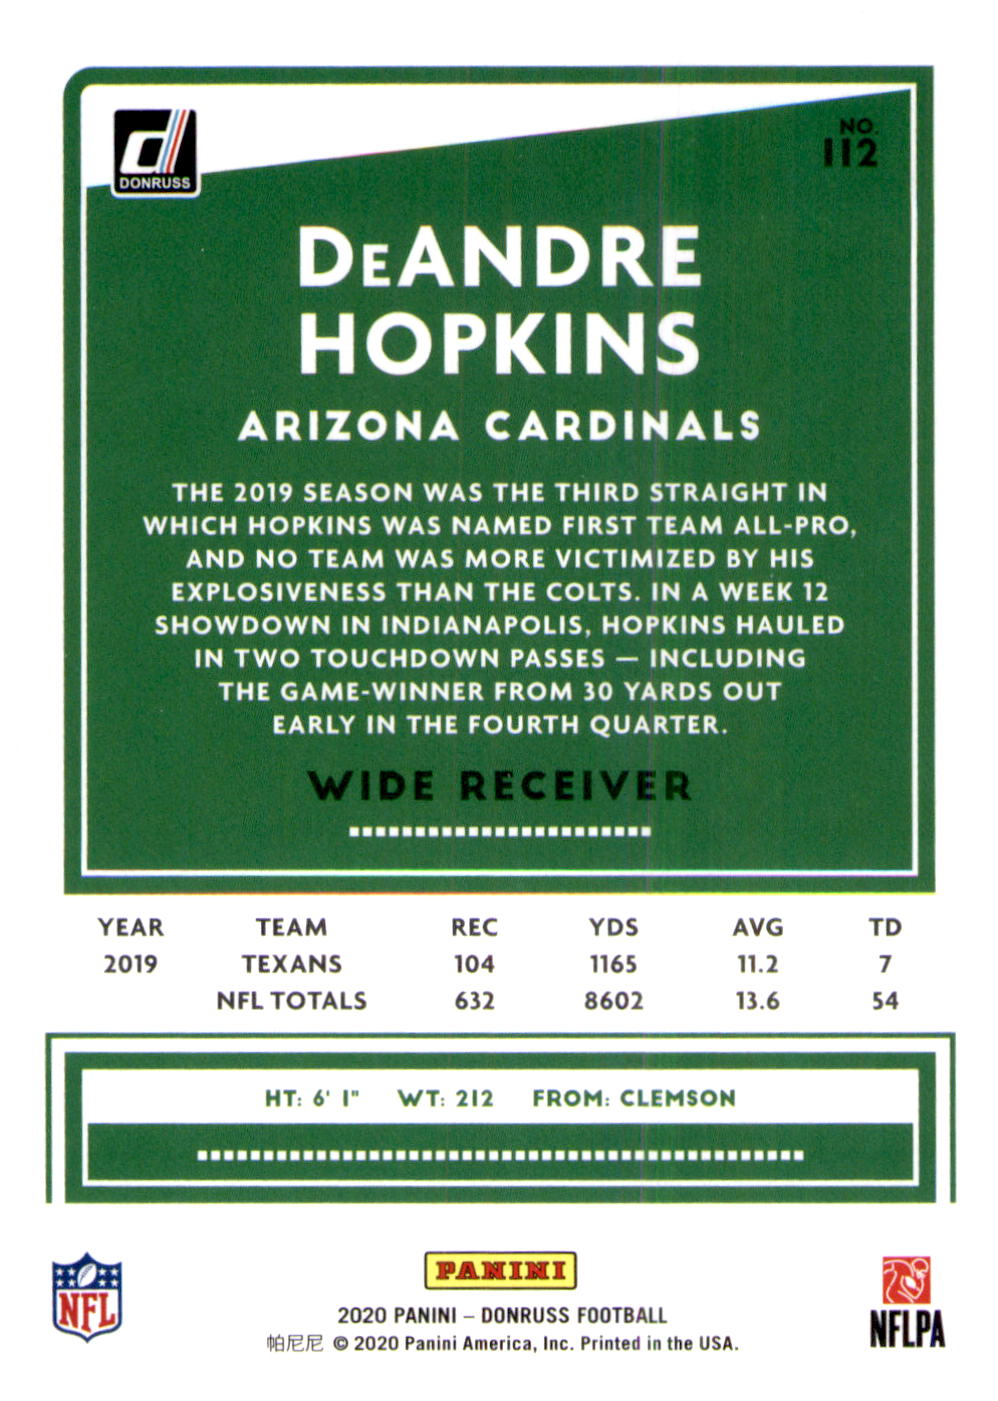 DONRUSS
NO.
112
DeANDRE
HOPKINS
ARIZONA CARDINALS
THE 2019 SEASON WAS THE THIRD STRAIGHT IN
WHICH HOPKINS WAS NAMED FIRST TEAM ALL-PRO,
AND NO TEAM WAS MORE VICTIMIZED BY HIS
EXPLOSIVENESS THAN THE COLTS. IN A WEEK 12
SHOWDOWN IN INDIANAPOLIS, HOPKINS HAULED
IN TWO TOUCHDOWN PASSES — INCLUDING
THE GAME-WINNER FROM 30 YARDS OUT
EARLY IN THE FOURTH QUARTER.
WIDE RECEIVER
YEAR TEAM REC YDS AVG TD
2019 TEXANS 104 1165 11.2 7
NFL TOTALS 632 8602 13.6 54
HT: 6' 1" WT: 212 FROM: CLEMSON
NFL
PANINI
NFLPA
2020 PANINI – DONRUSS FOOTBALL
帕尼尼 © 2020 Panini America, Inc. Printed in the USA.